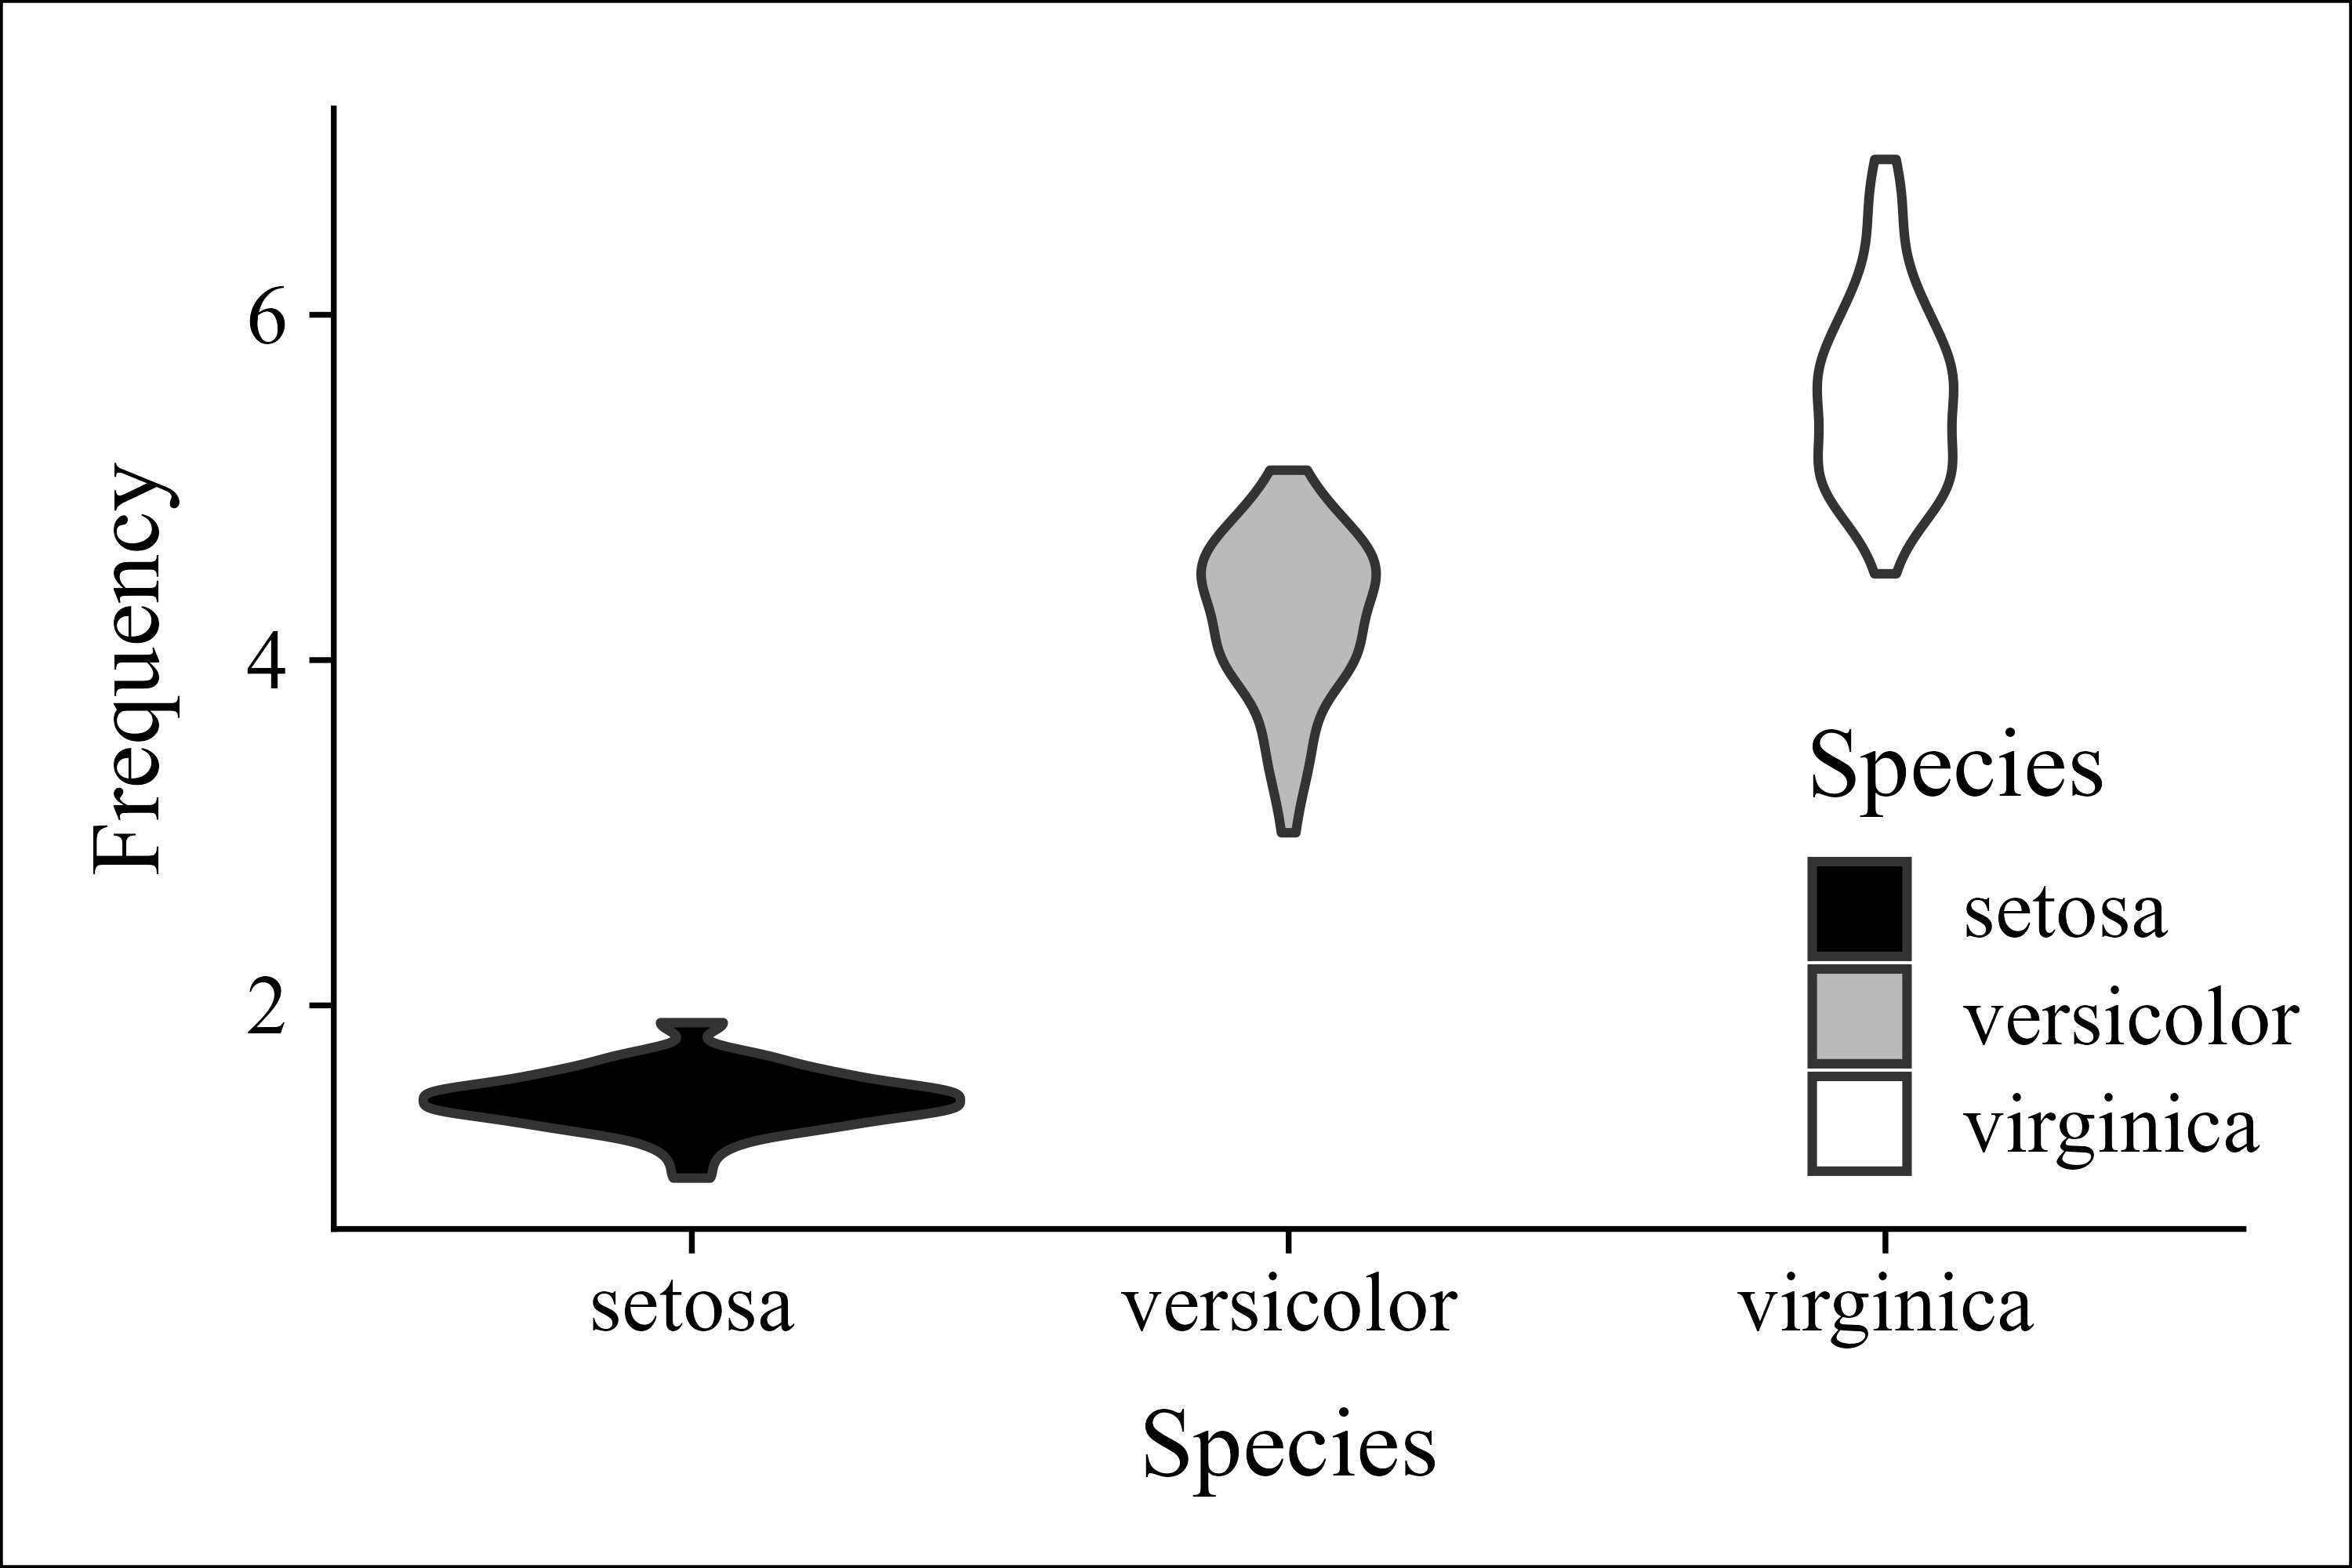 Frequency
6
4
2
setosa
versicolor
virginica
Species
Species
setosa
versicolor
virginica